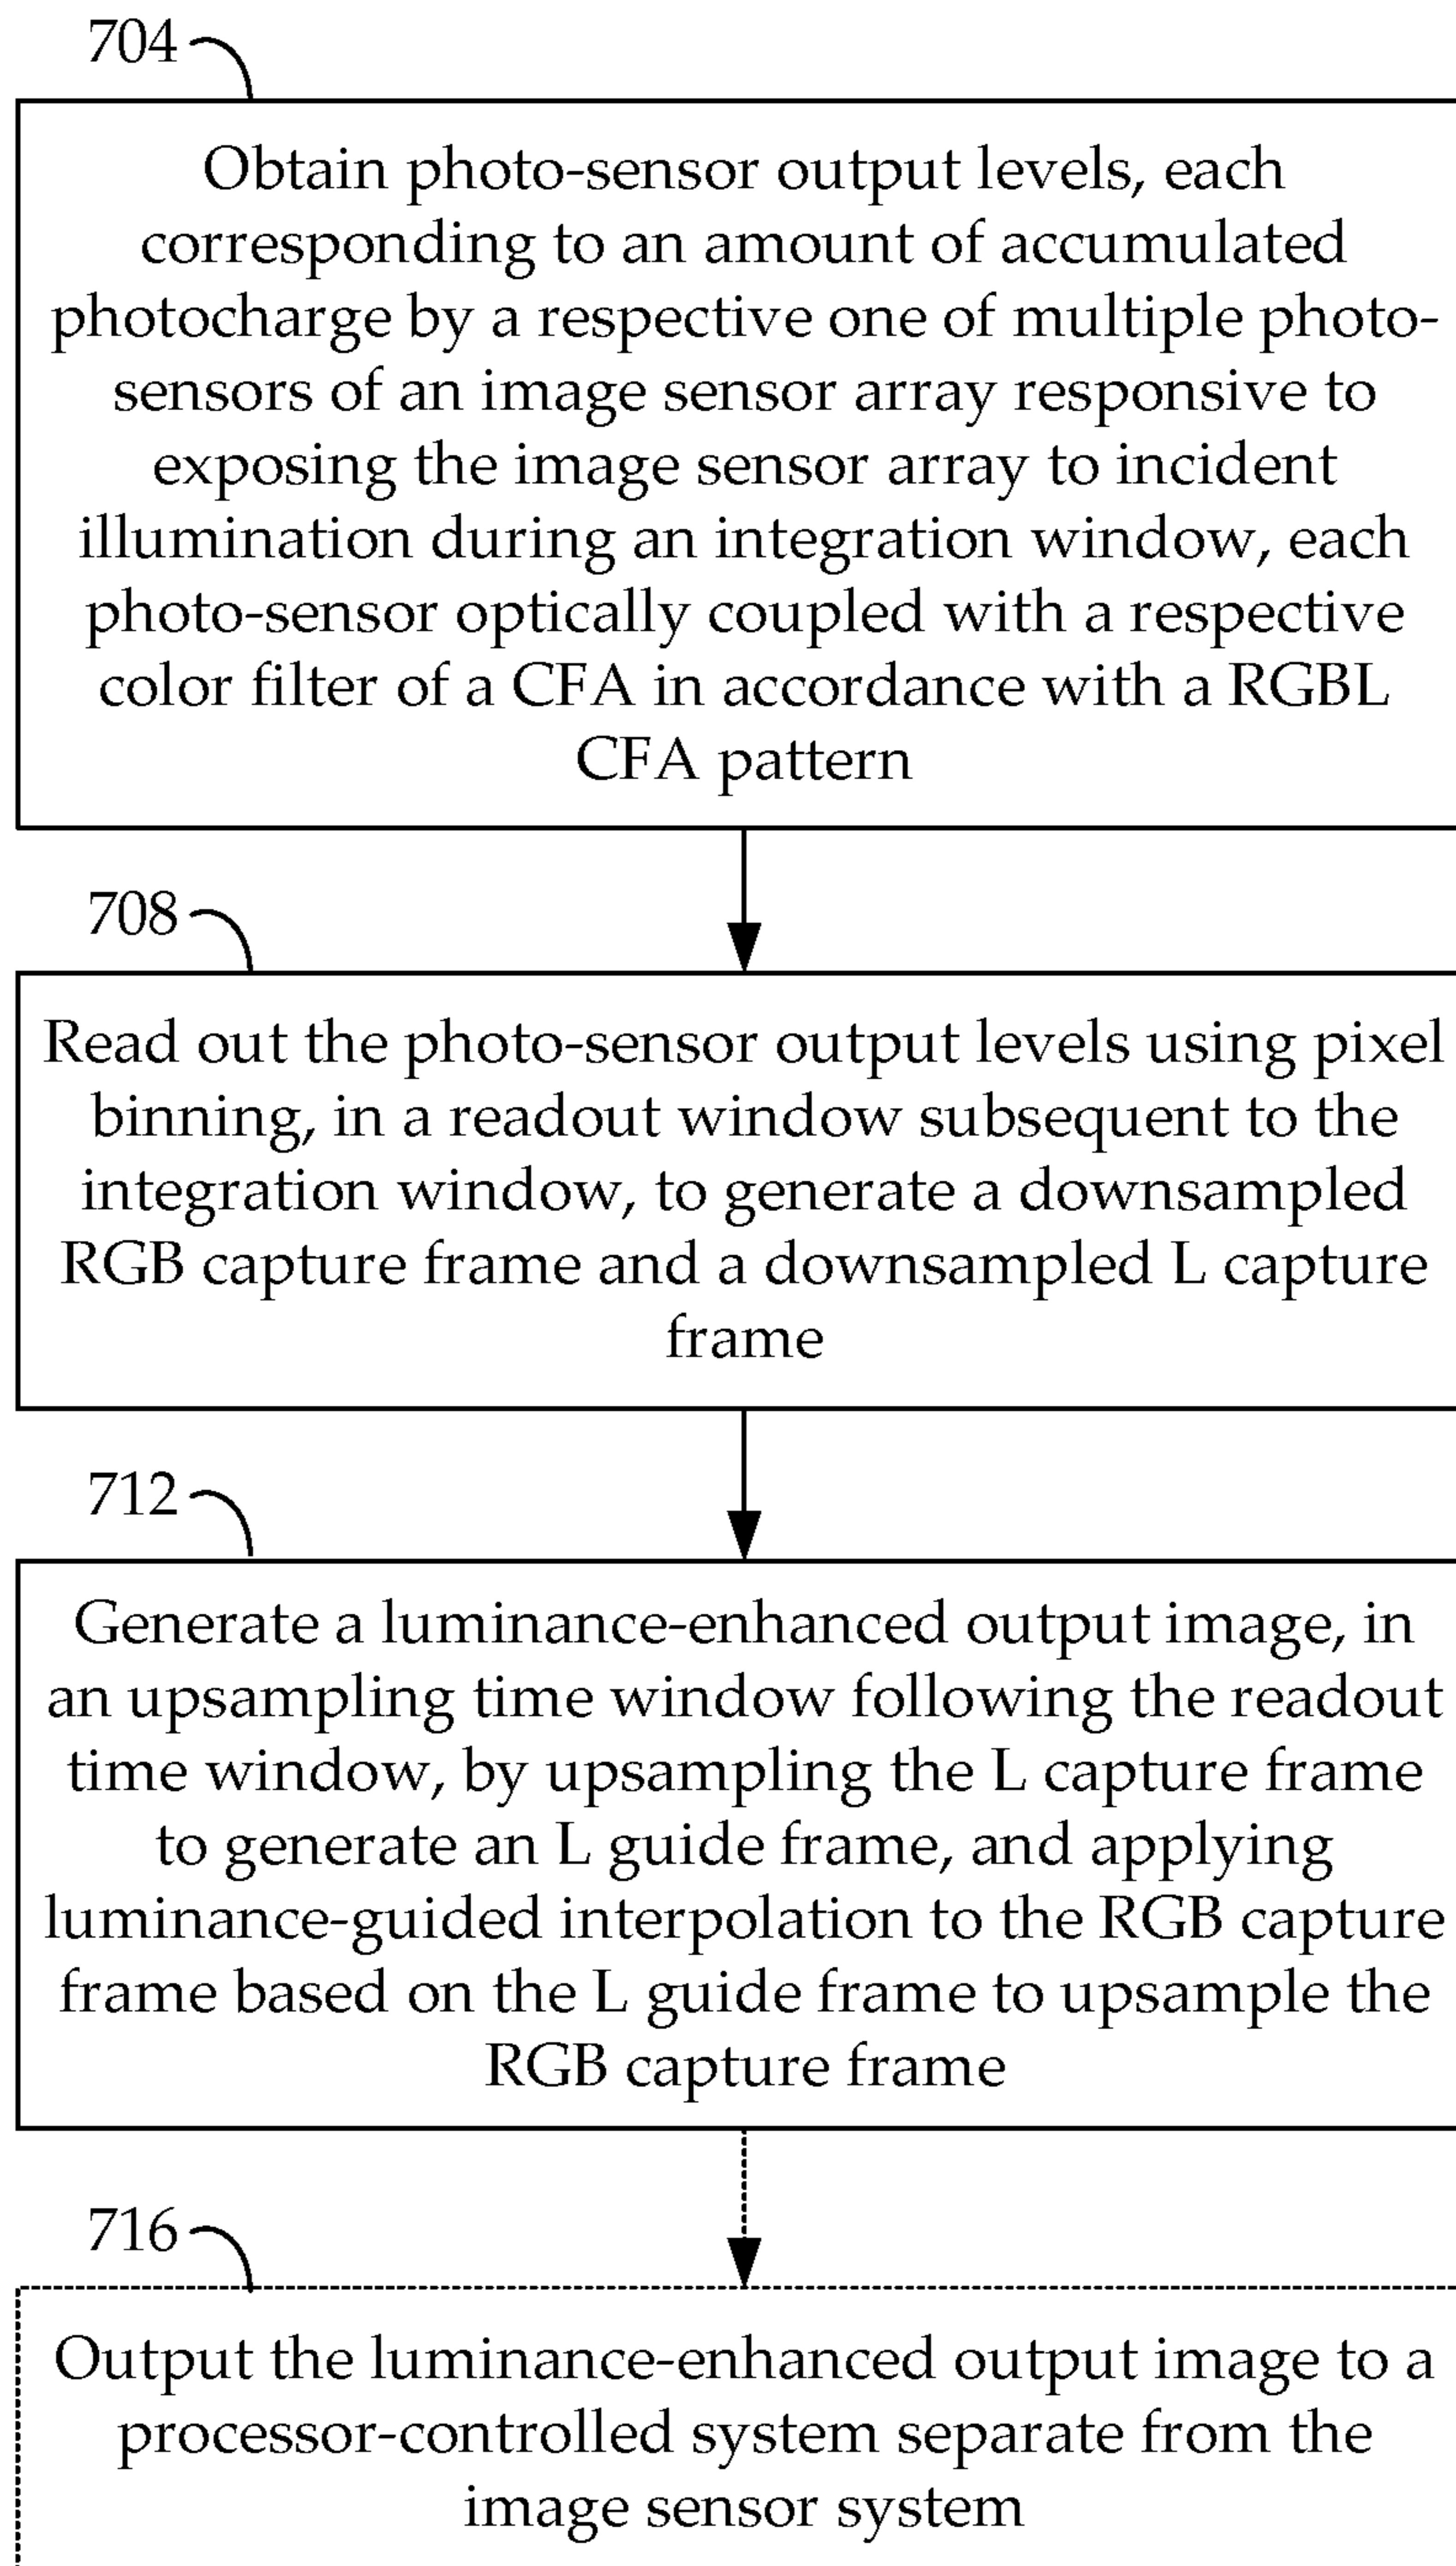 704
Obtain photo-sensor output levels, each
corresponding to an amount of accumulated
photocharge by a respective one of multiple photo-
sensors of an image sensor array responsive to
exposing the image sensor array to incident
illumination during an integration window, each
photo-sensor optically coupled with a respective
color filter of a CFA in accordance with a RGBL
CFA pattern
708
Read out the photo-sensor output levels using pixel
binning, in a readout window subsequent to the
integration window, to generate a downsampled
RGB capture frame and a downsampled L capture
frame
712
Generate a luminance-enhanced output image, in
an upsampling time window following the readout
time window, by upsampling the L capture frame
to generate an L guide frame, and applying
luminance-guided interpolation to the RGB capture
frame based on the L guide frame to upsample the
RGB capture frame
716
Output the luminance-enhanced output image to a
processor-controlled system separate from the
image sensor system